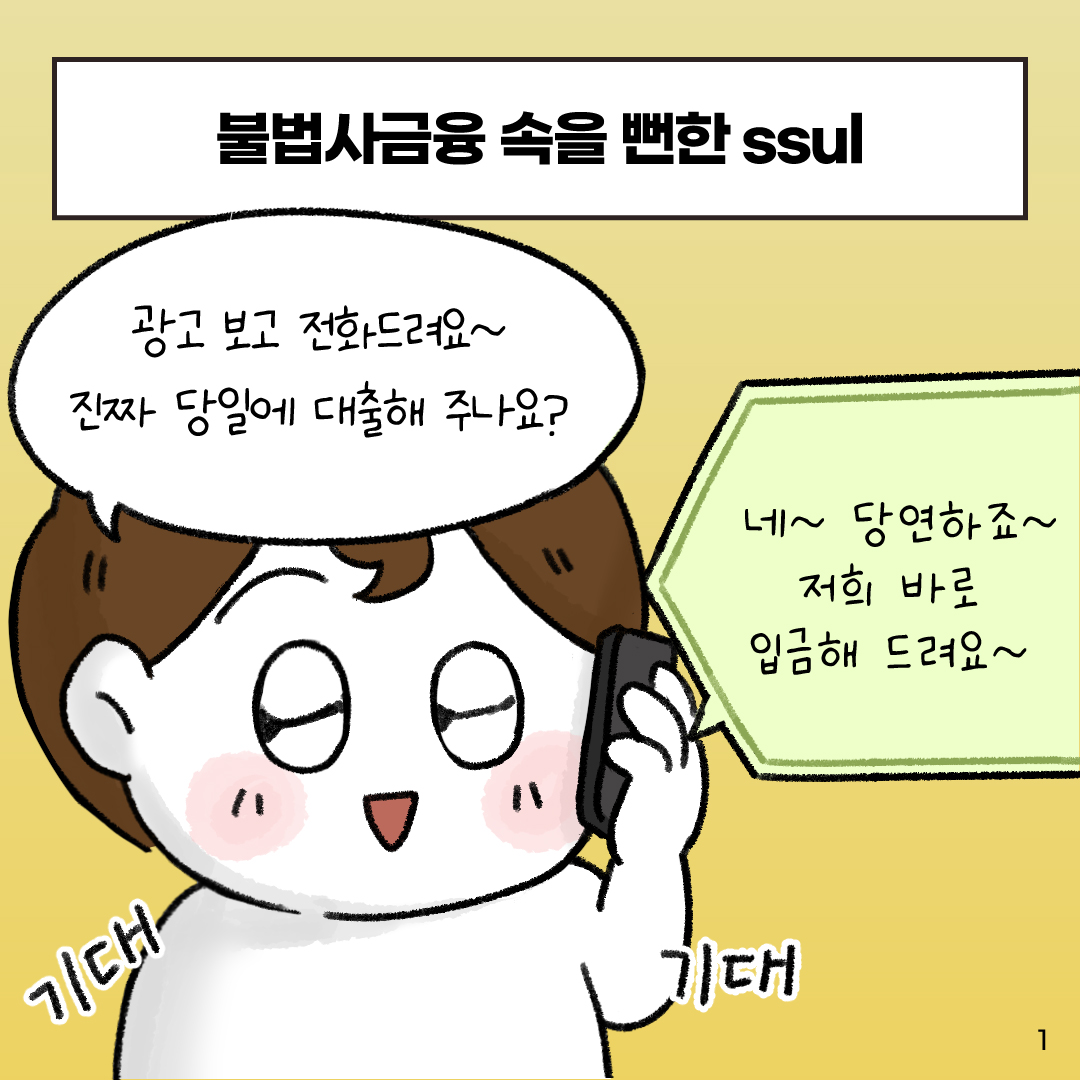 불법사금융 속을 뻔한 ssul
광고 보고 전화드려요~
진짜 당일에 대출해 주나요?
네~ 당연하죠~
저희 바로
입금해 드려요~
기대
기대
1